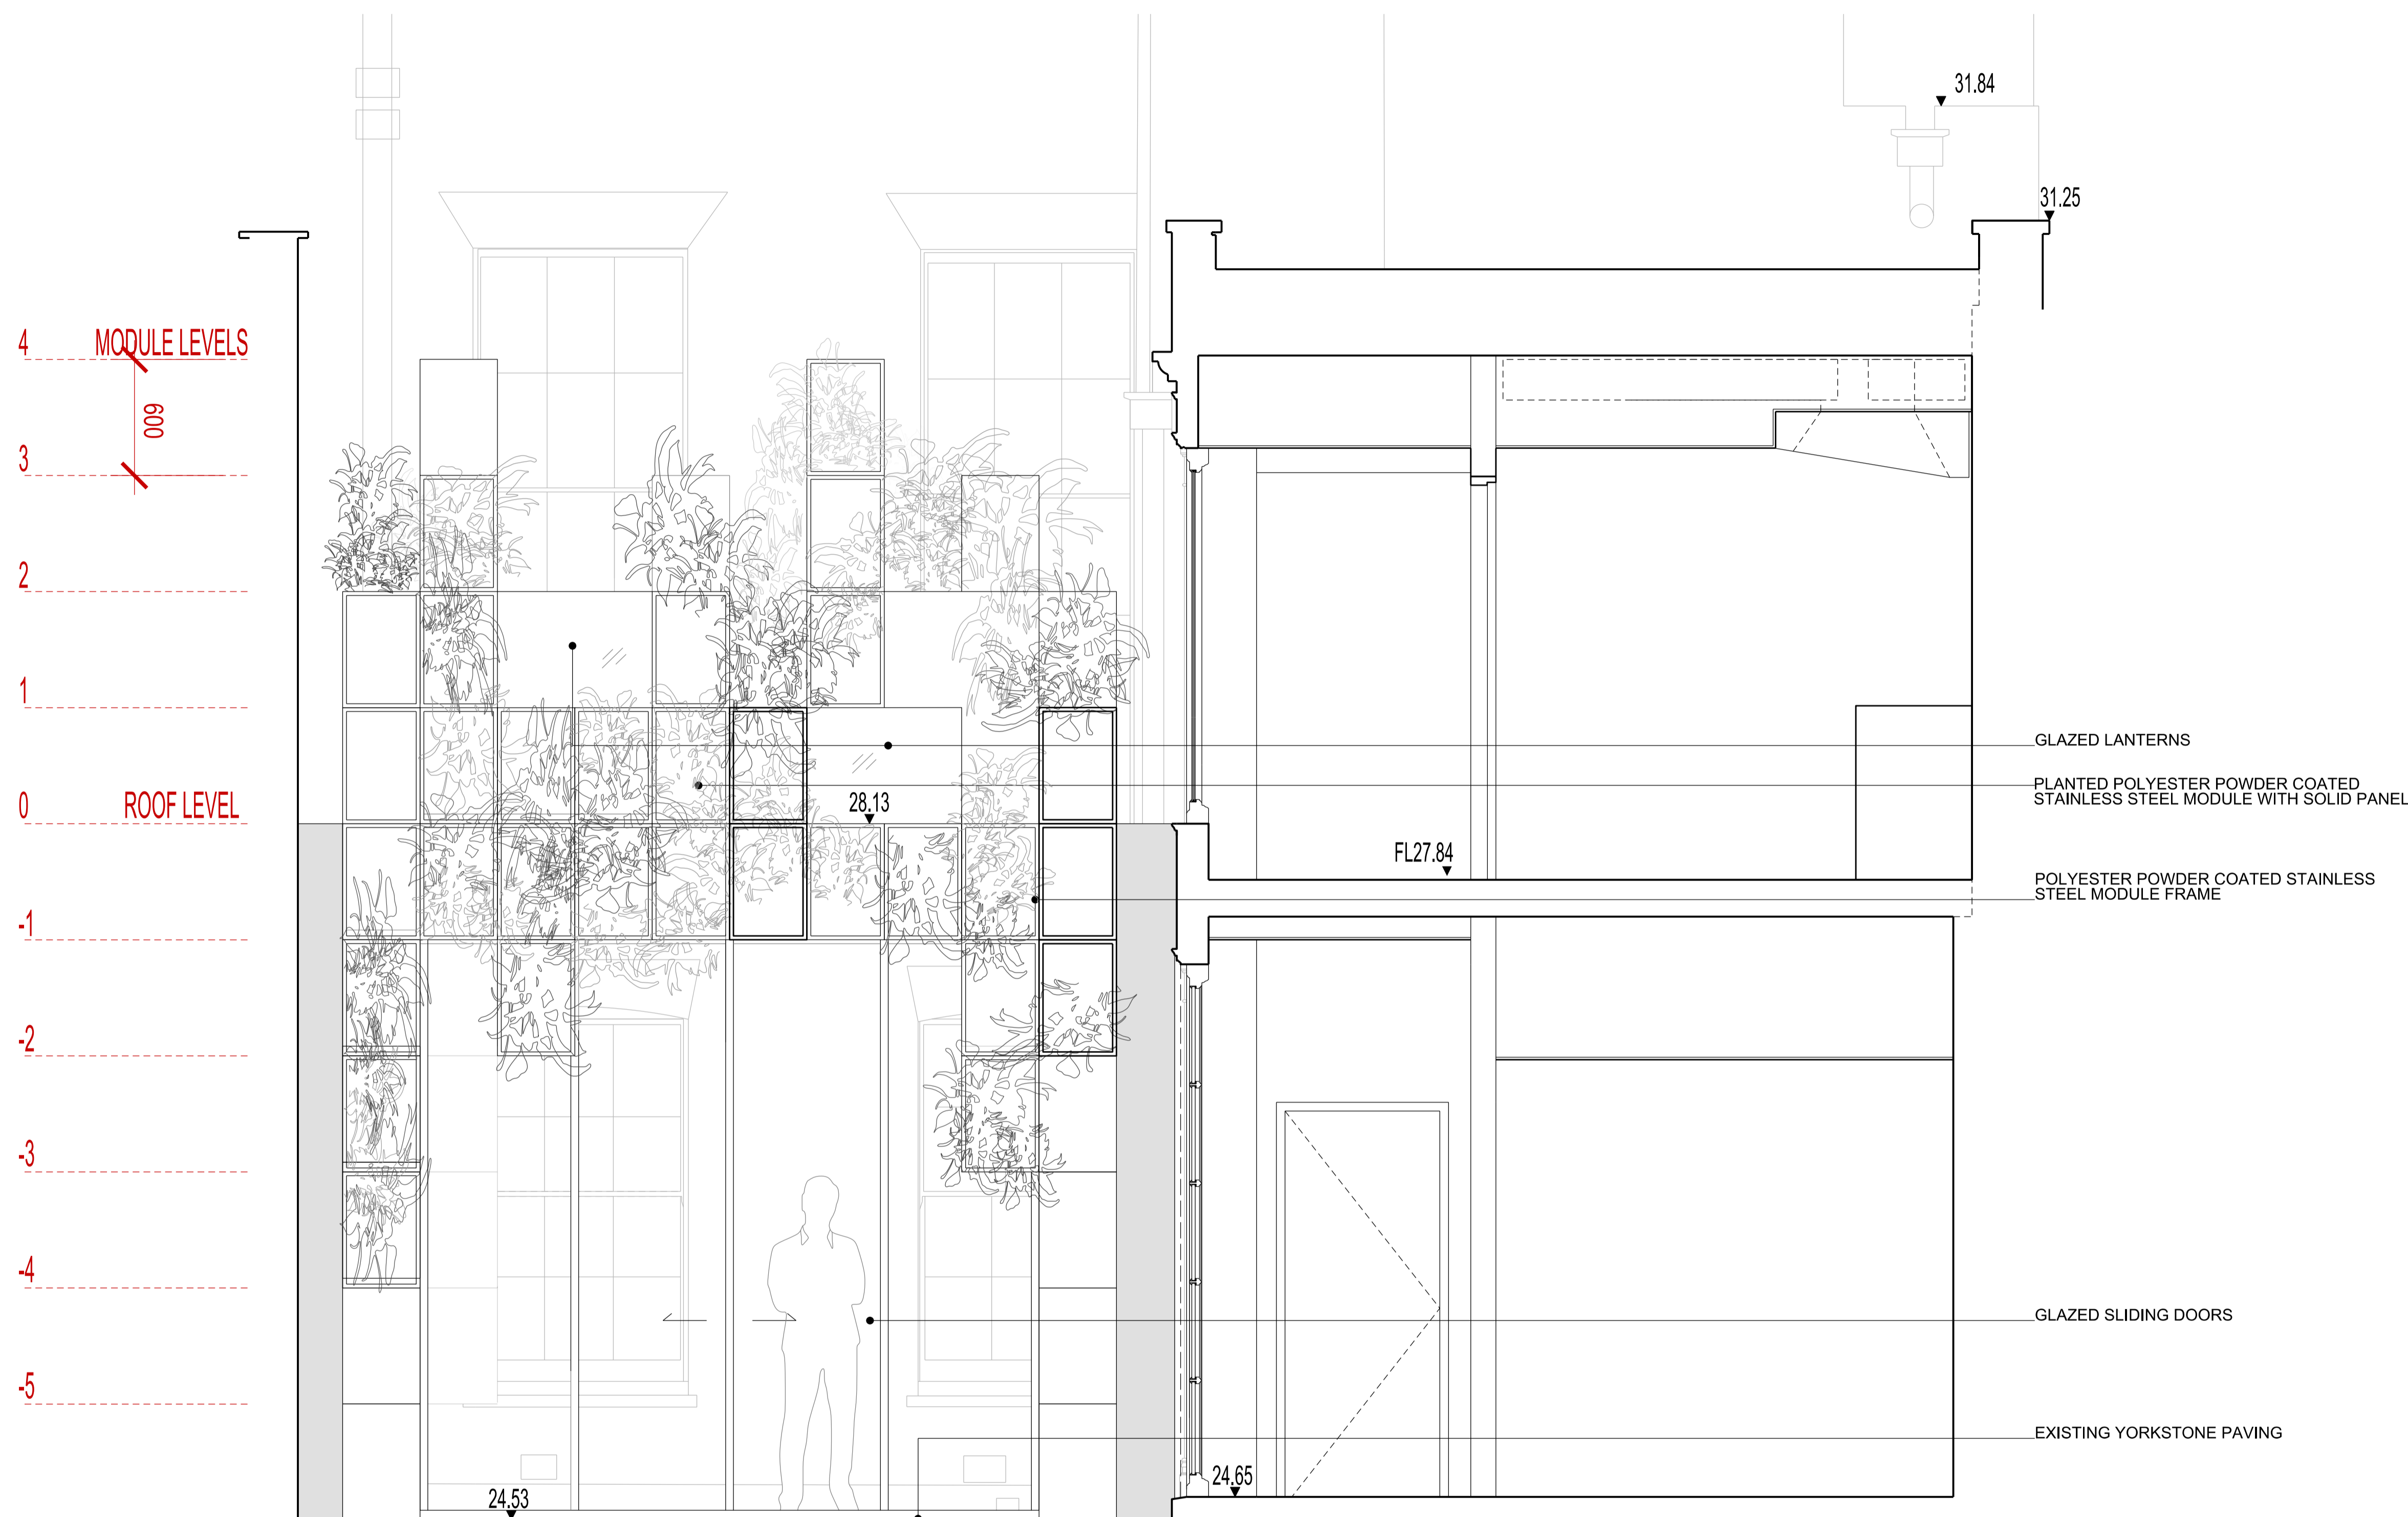 31.84
31.25
4 MODULE LEVELS
600
3
2
1
GLAZED LANTERNS
PLANTED POLYESTER POWDER COATED
STAINLESS STEEL MODULE WITH SOLID PANEL
0 ROOF LEVEL
28.13
FL27.84
POLYESTER POWDER COATED STAINLESS
STEEL MODULE FRAME
-1
-2
-3
-4
GLAZED SLIDING DOORS
-5
EXISTING YORKSTONE PAVING
24.65
24.53